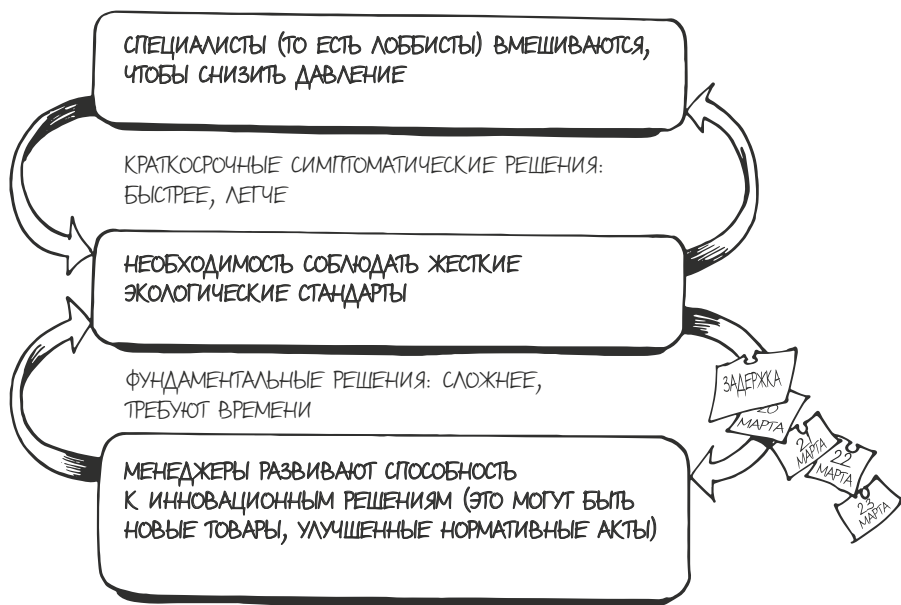 СПЕЦИАЛИСТЫ (ТО ЕСТЬ ЛОББИСТЫ) ВМЕШИВАЮТСЯ,
ЧТОБЫ СНИЗИТЬ ДАВЛЕНИЕ
КРАТКОСРОЧНЫЕ СИМПТОМАТИЧЕСКИЕ РЕШЕНИЯ:
БЫСТРЕЕ, ЛЕГЧЕ
НЕОБХОДИМОСТЬ СОБЛЮДАТЬ ЖЕСТКИЕ
ЭКОЛОГИЧЕСКИЕ СТАНДАРТЫ
ФУНДАМЕНТАЛЬНЫЕ РЕШЕНИЯ: СЛОЖНЕЕ,
ТРЕБУЮТ ВРЕМЕНИ
ЗАДЕРЖКА
20
МАРТА
21
МАРТА
22
МАРТА
23
МАРТА
МЕНЕДЖЕРЫ РАЗВИВАЮТ СПОСОБНОСТЬ
К ИННОВАЦИОННЫМ РЕШЕНИЯМ (ЭТО МОГУТ БЫТЬ
НОВЫЕ ТОВАРЫ, УЛУЧШЕННЫЕ НОРМАТИВНЫЕ АКТЫ)